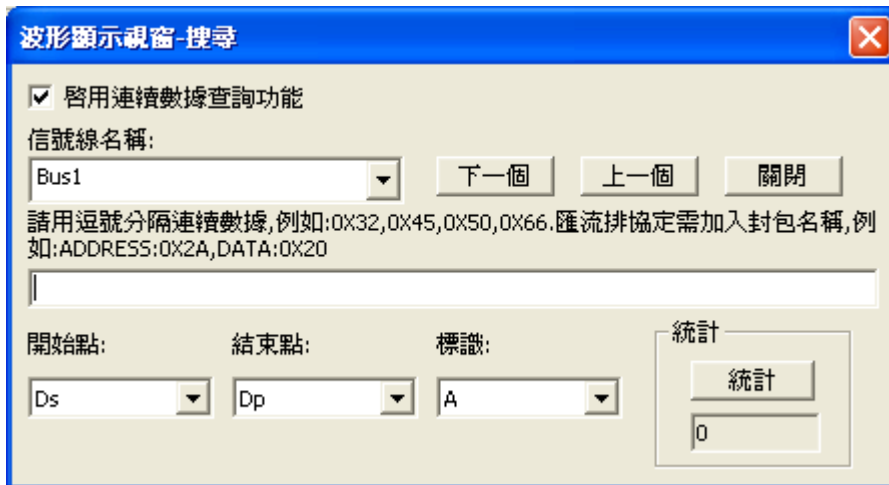 波形顯示視窗-搜尋
啓用連續數據查詢功能
信號線名稱:
Bus1
下一個
上一個
關閉
請用逗號分隔連續數據,例如:0X32,0X45,0X50,0X66.匯流排協定需加入封包名稱,例
如:ADDRESS:0X2A,DATA:0X20
開始點:
結束點:
標識:
統計
Ds
Dp
A
統計
0